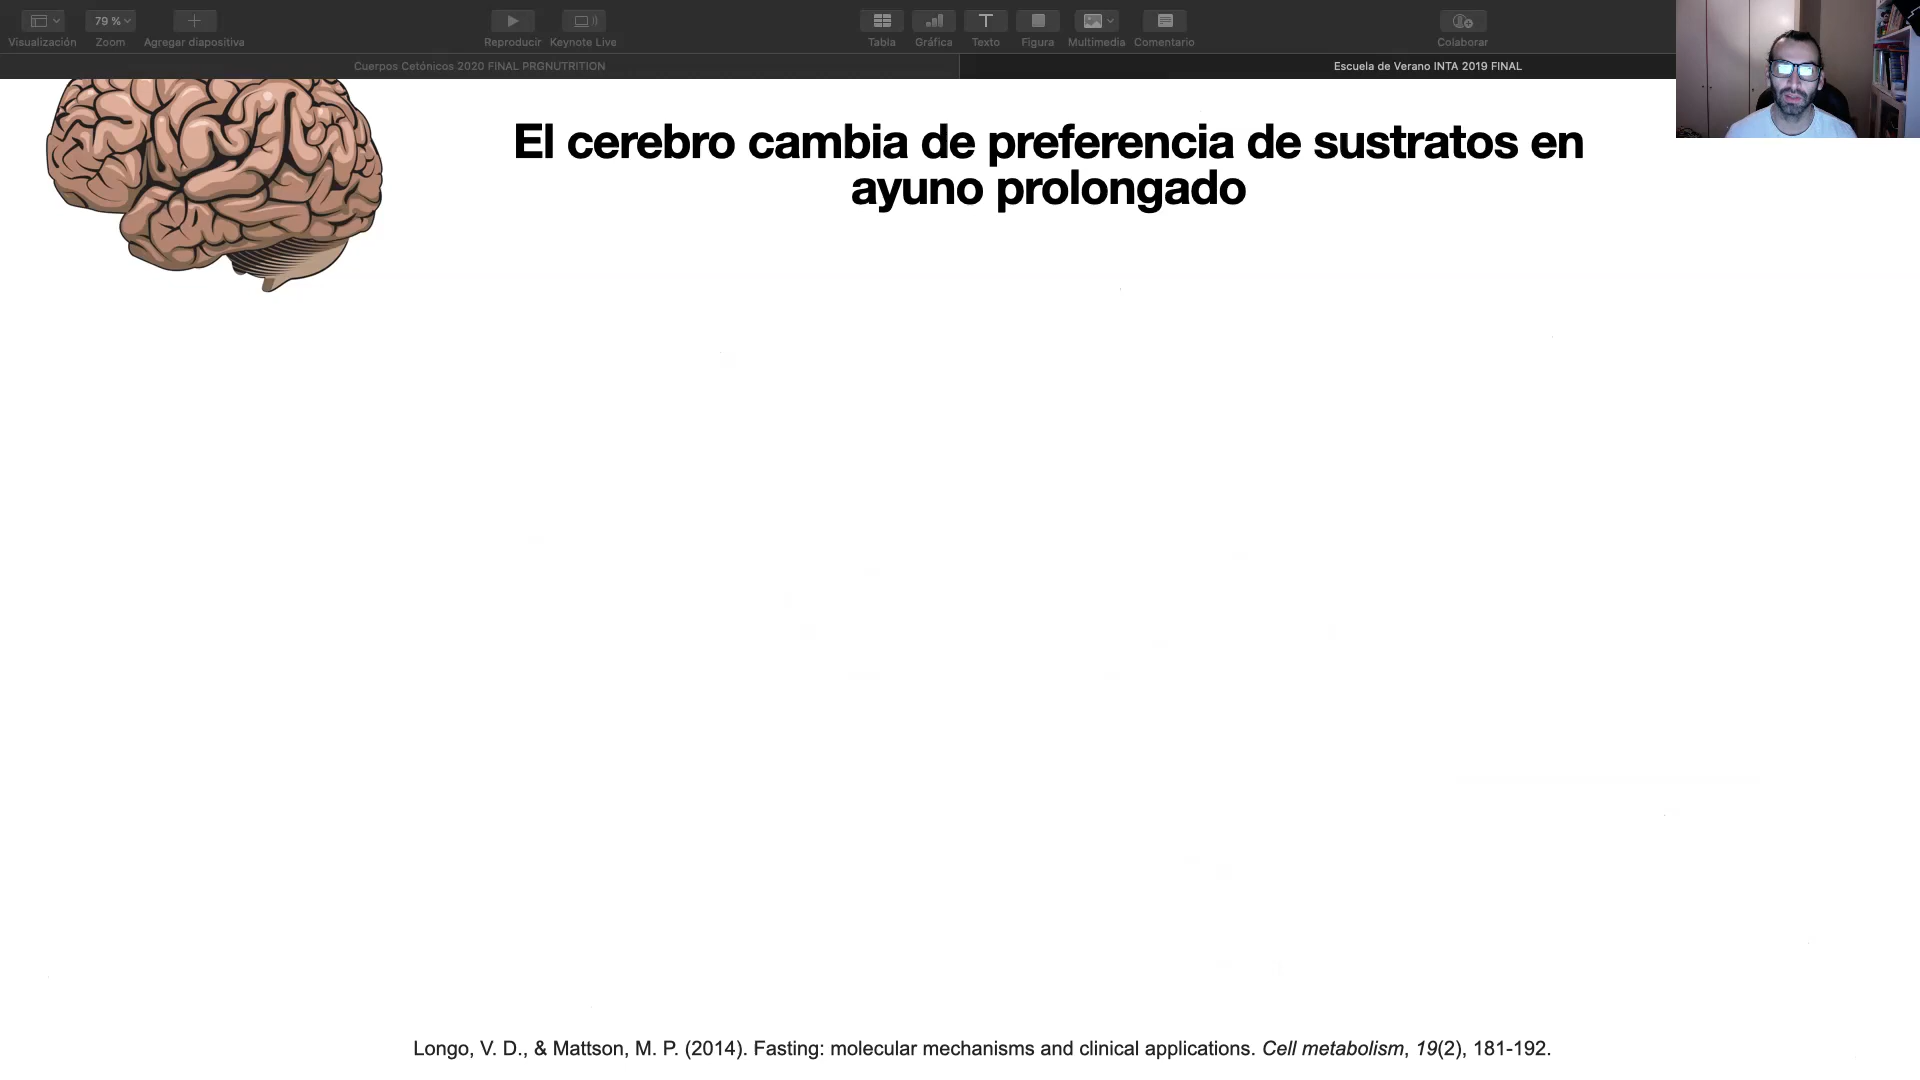 Visualización
79 %
Zoom
Agregar diapositiva
Reproducir
Keynote Live
Tabla
Gráfica
Texto
Figura
Multimedia
Comentario
Colaborar
Cuerpos Cetónicos 2020 FINAL PRGNUTRITION
Escuela de Verano INTA 2019 FINAL
El cerebro cambia de preferencia de sustratos en
ayuno prolongado
Longo, V. D., & Mattson, M. P. (2014). Fasting: molecular mechanisms and clinical applications. Cell metabolism, 19(2), 181-192.